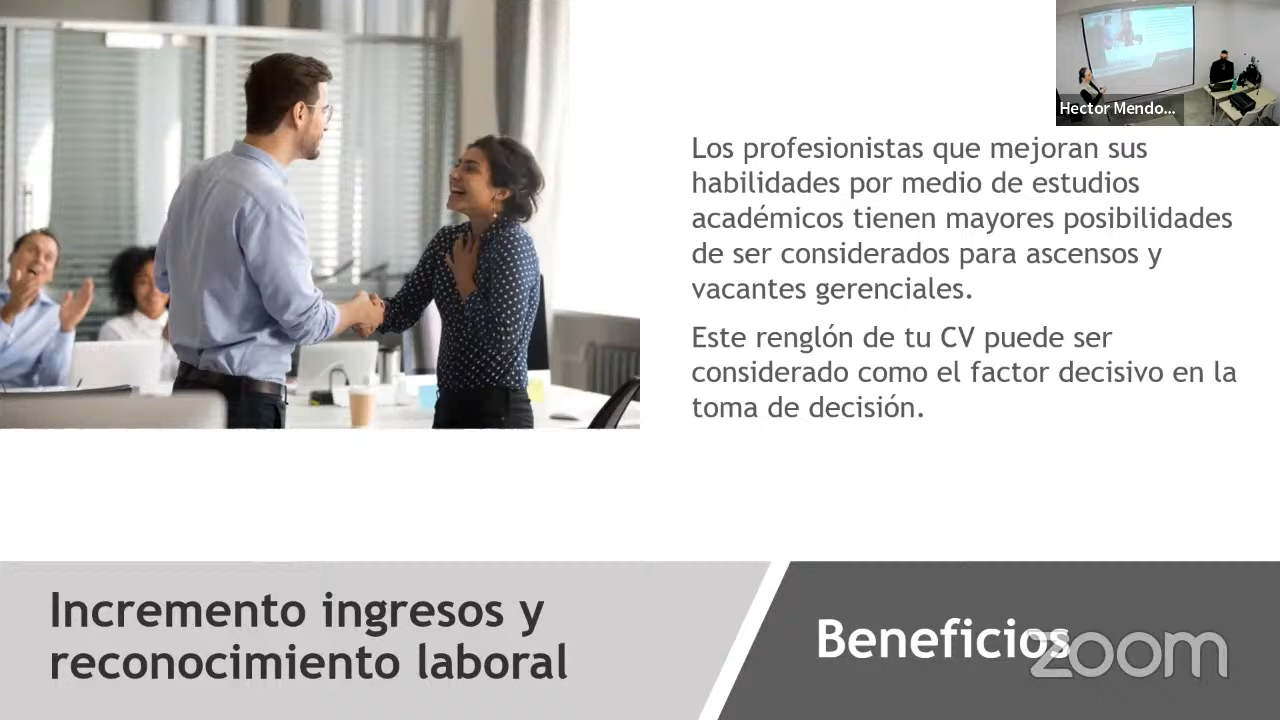 Hector Mendo...
Los profesionistas que mejoran sus
habilidades por medio de estudios
académicos tienen mayores posibilidades
de ser considerados para ascensos y
vacantes gerenciales.
Este renglón de tu CV puede ser
considerado como el factor decisivo en la
toma de decisión.
Incremento ingresos y
reconocimiento laboral
Beneficios
zoom